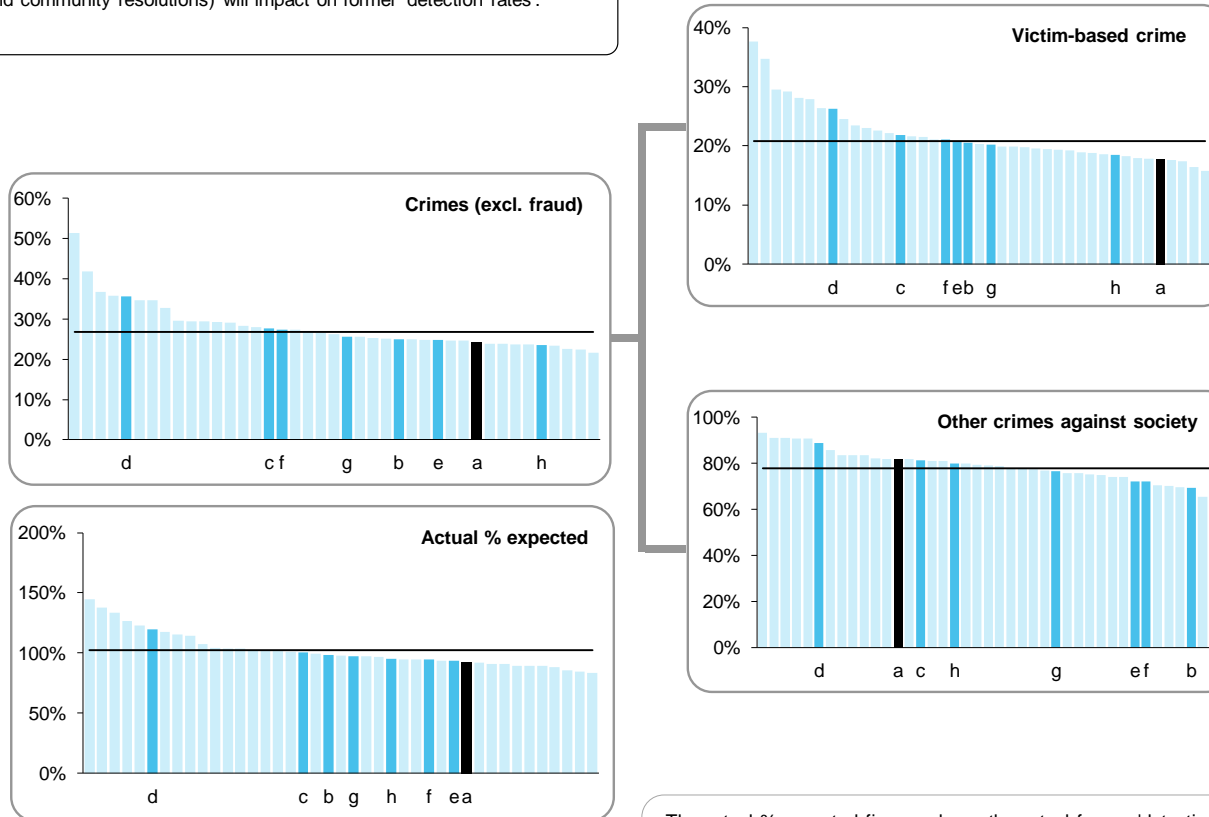 nd community resolutions) will impact on former 'detection rates'.
Crimes (excl. fraud)
60%
50%
40%
30%
20%
10%
0%
d c f g b e a h
Actual % expected
200%
150%
100%
50%
0%
d c b g h f e a
Victim-based crime
40%
30%
20%
10%
0%
d c f e b g h a
Other crimes against society
100%
80%
60%
40%
20%
0%
d a c h g e f b